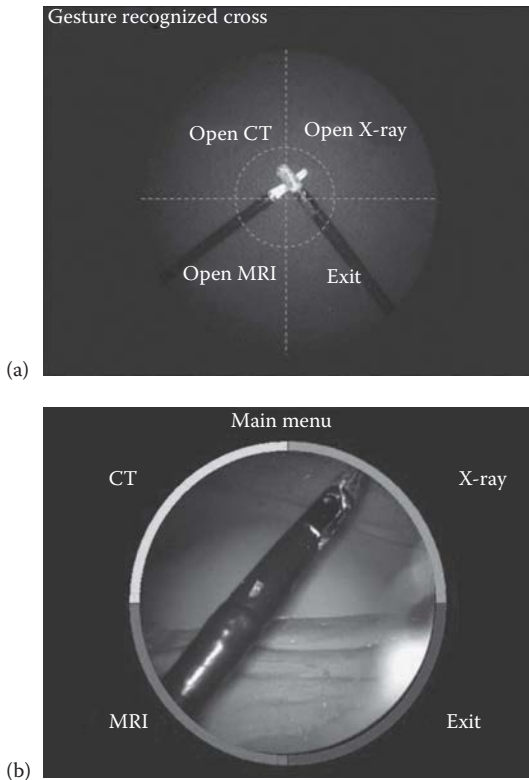 Gesture recognized cross
Open CT Open X-ray
Open MRI Exit
(a)
Main menu
CT X-ray
MRI Exit
(b)